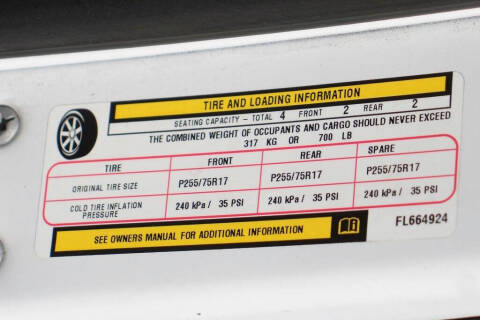 TIRE AND LOADING INFORMATION
SEATING CAPACITY - TOTAL 4 FRONT 2 REAR 2
THE COMBINED WEIGHT OF OCCUPANTS AND CARGO SHOULD NEVER EXCEED
317 KG OR 700 LB
TIRE FRONT REAR SPARE
ORIGINAL TIRE SIZE P255/75R17 P255/75R17 P255/75R17
COLD TIRE INFLATION PRESSURE 240 kPa / 35 PSI 240 kPa / 35 PSI 240 kPa / 35 PSI
SEE OWNERS MANUAL FOR ADDITIONAL INFORMATION FL664924